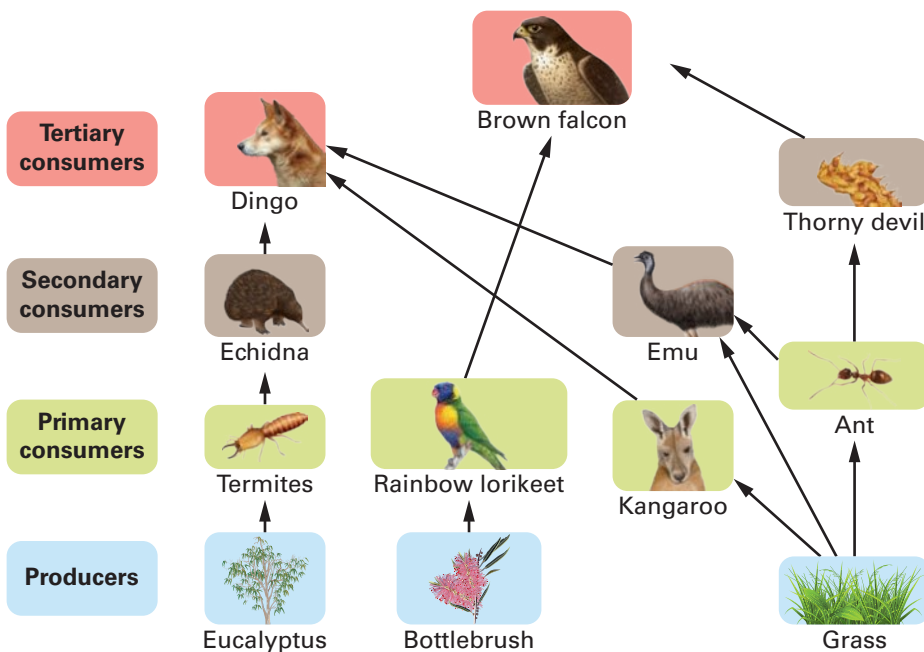 Brown falcon
Tertiary
consumers
Dingo
Thorny devil
Secondary
consumers
Echidna
Emu
Primary
consumers
Ant
Termites
Rainbow lorikeet
Kangaroo
Producers
Eucalyptus
Bottlebrush
Grass